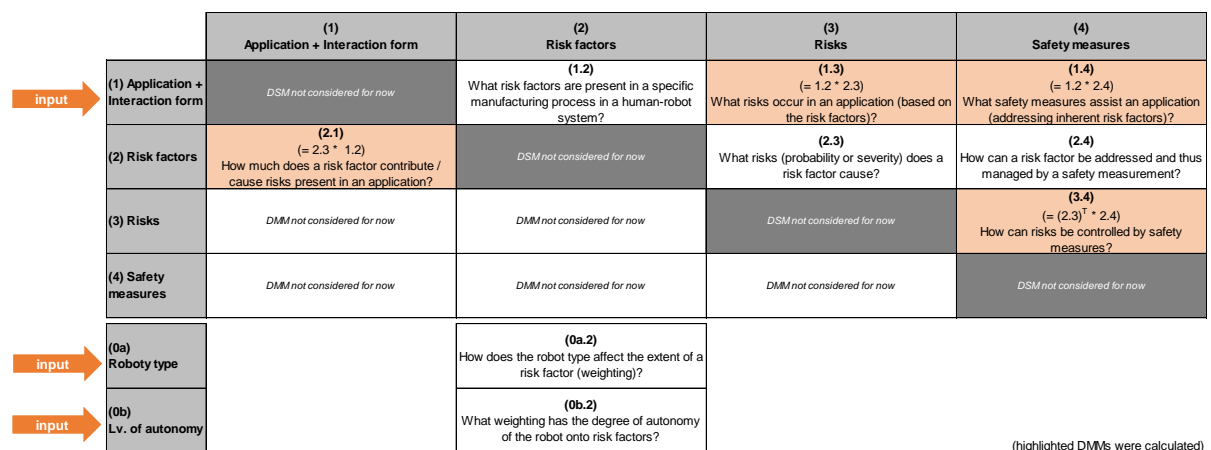 (1)
Application + Interaction form
(2)
Risk factors
(3)
Risks
(4)
Safety measures
input
(1) Application +
Interaction form
DSM not considered for now
(1.2)
What risk factors are present in a specific
manufacturing process in a human-robot
system?
(1.3)
(= 1.2 * 2.3)
What risks occur in an application (based on
the risk factors)?
(1.4)
(= 1.2 * 2.4)
What safety measures assist an application
(addressing inherent risk factors)?
(2) Risk factors
(2.1)
(= 2.3 * 1.2)
How much does a risk factor contribute /
cause risks present in an application?
DSM not considered for now
(2.3)
What risks (probability or severity) does a
risk factor cause?
(2.4)
How can a risk factor be addressed and thus
managed by a safety measurement?
(3) Risks
DMM not considered for now
DMM not considered for now
DSM not considered for now
(3.4)
(= (2.3)ᵀ * 2.4)
How can risks be controlled by safety
measures?
(4) Safety
measures
DMM not considered for now
DMM not considered for now
DMM not considered for now
DSM not considered for now
input
(0a)
Roboty type
(0a.2)
How does the robot type affect the extent of a
risk factor (weighting)?
input
(0b)
Lv. of autonomy
(0b.2)
What weighting has the degree of autonomy
of the robot onto risk factors?
(highlighted DMMs were calculated)